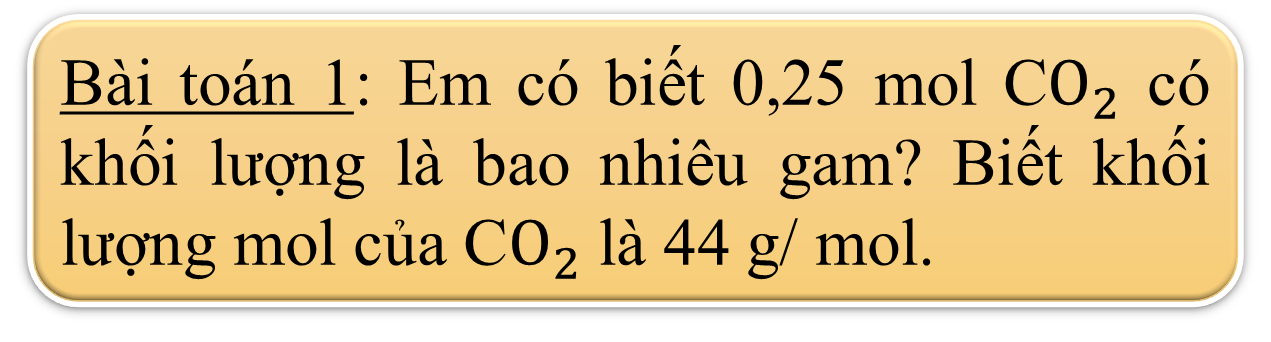 Bài toán 1: Em có biết 0,25 mol CO₂ có
khối lượng là bao nhiêu gam? Biết khối
lượng mol của CO₂ là 44 g/ mol.